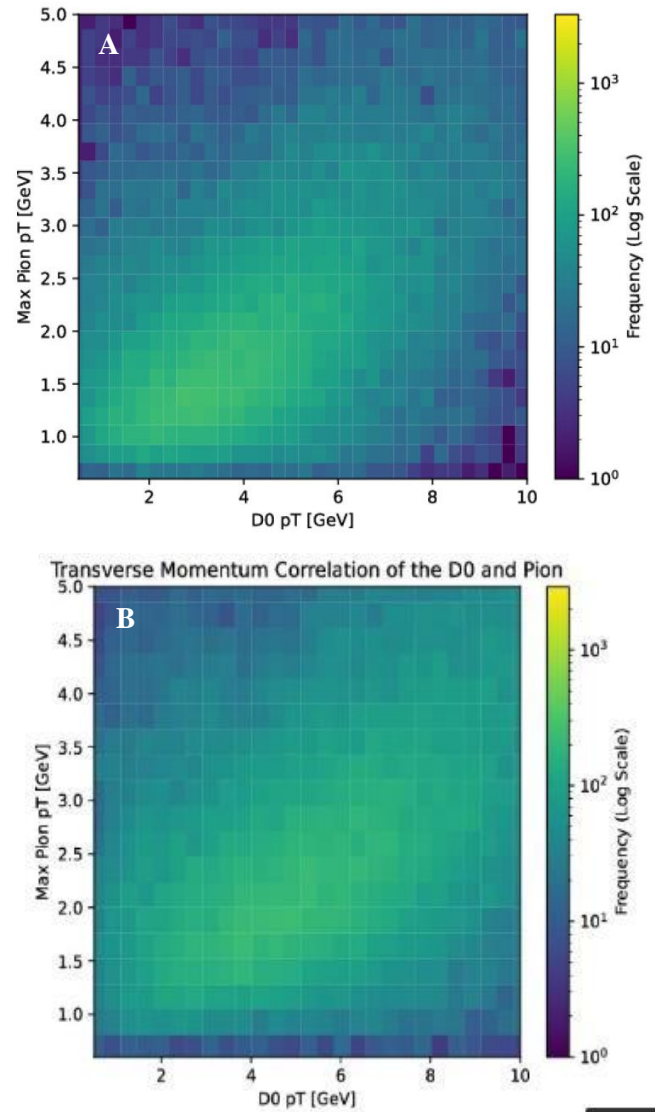 A
5.0
4.5
4.0
3.5
3.0
2.5
2.0
1.5
1.0
Max Pion pT [GeV]
2 4 6 8 10
D0 pT [GeV]
10³
10²
10¹
10⁰
Frequency (Log Scale)
Transverse Momentum Correlation of the D0 and Pion
B
5.0
4.5
4.0
3.5
3.0
2.5
2.0
1.5
1.0
Max Pion pT [GeV]
2 4 6 8 10
D0 pT [GeV]
10³
10²
10¹
10⁰
Frequency (Log Scale)